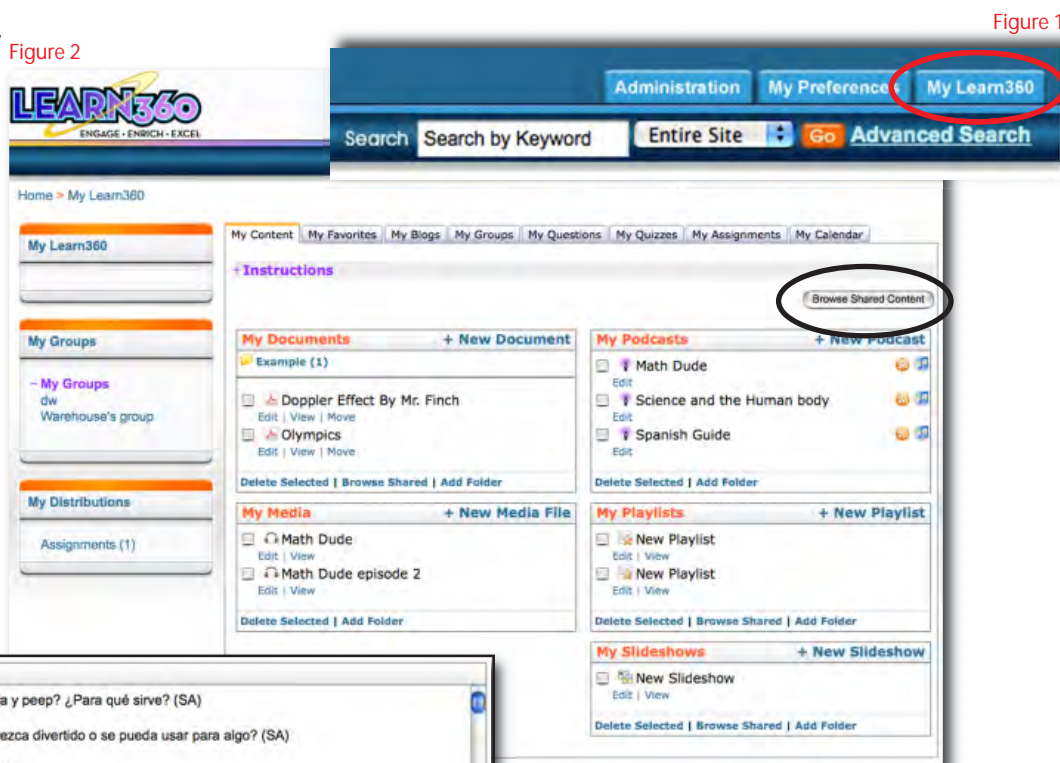 Figure 1
Figure 2
LEARN360
ENGAGE • ENRICH • EXCEL
Administration
My Preferences
My Learn360
Search
Search by Keyword
Entire Site
Go
Advanced Search
Home > My Learn360
My Learn360
My Groups
– My Groups
dw
Warehouse's group
My Distributions
Assignments (1)
My Content My Favorites My Blogs My Groups My Questions My Quizzes My Assignments My Calendar
+Instructions
Browse Shared Content
My Documents + New Document
Example (1)
Doppler Effect By Mr. Finch
Edit | View | Move
Olympics
Edit | View | Move
Delete Selected | Browse Shared | Add Folder
My Podcasts + New Podcast
Math Dude
Edit
Science and the Human body
Edit
Spanish Guide
Edit
Delete Selected | Add Folder
My Media + New Media File
Math Dude
Edit | View
Math Dude episode 2
Edit | View
Delete Selected | Add Folder
My Playlists + New Playlist
New Playlist
Edit | View
New Playlist
Edit | View
Delete Selected | Browse Shared | Add Folder
My Slideshows + New Slideshow
New Slideshow
Edit | View
Delete Selected | Browse Shared | Add Folder
a y peep? ¿Para qué sirve? (SA)
ezca divertido o se pueda usar para algo? (SA)